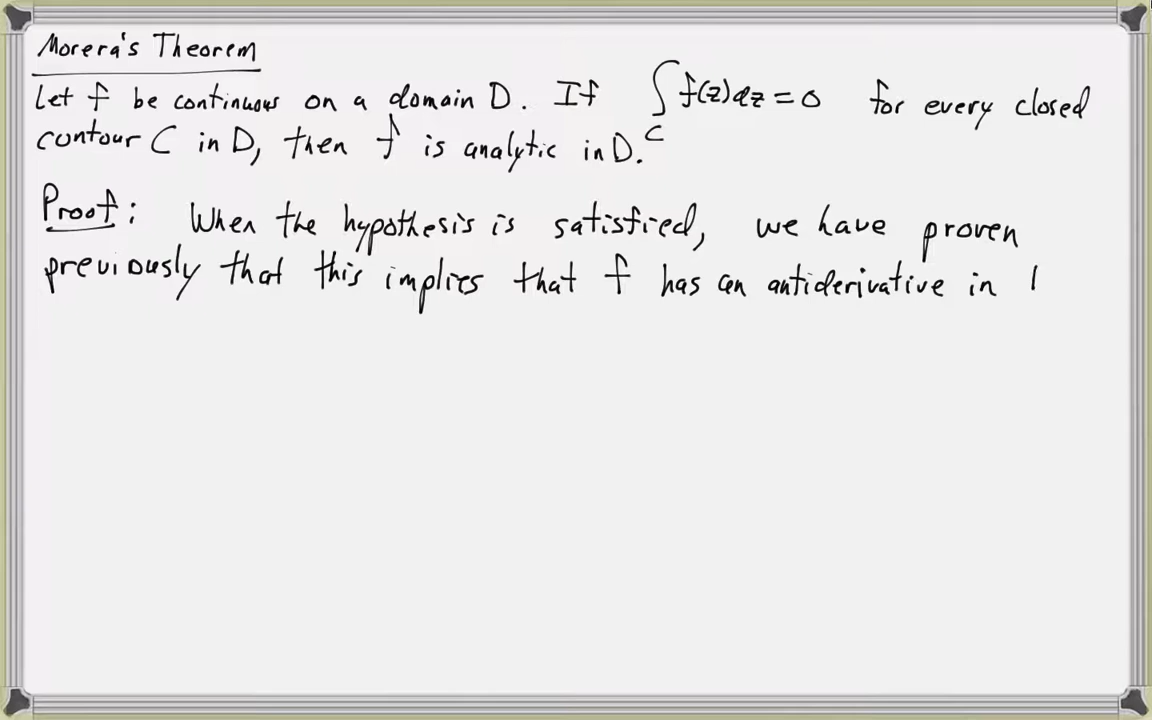 Morera's Theorem
Let f be continuous on a domain D. If ∫_C f(z)dz = 0 for every closed
contour C in D, then f is analytic in D.
Proof: When the hypothesis is satisfied, we have proven
previously that this implies that f has an antiderivative in